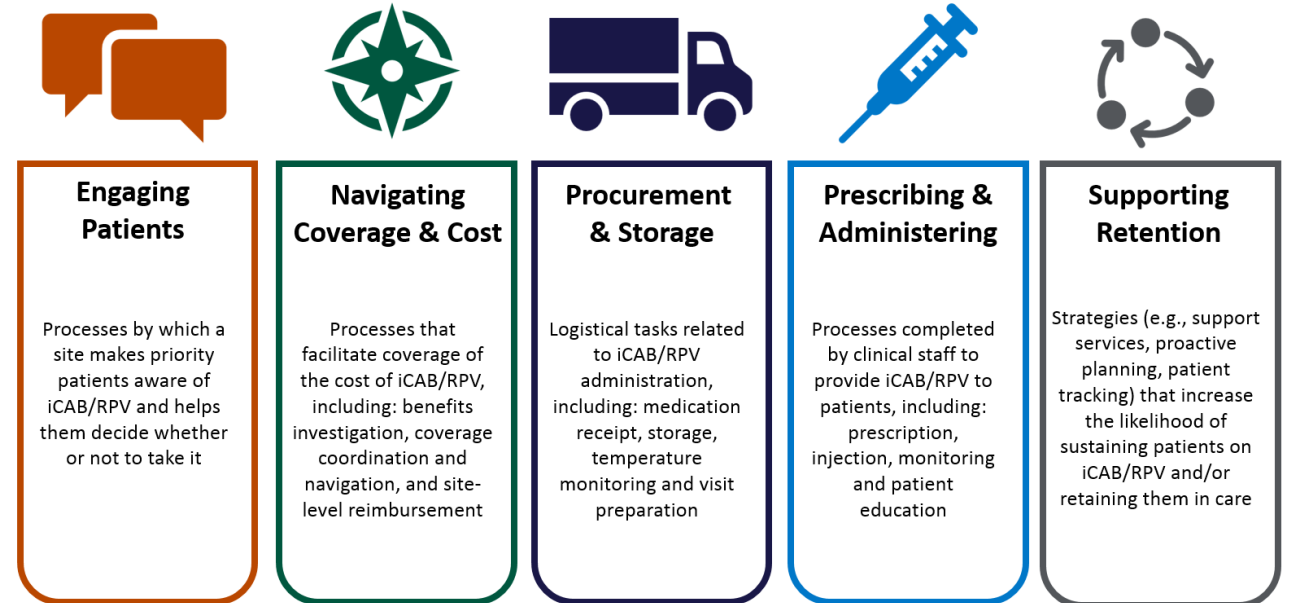 Engaging
Patients
Processes by which a
site makes priority
patients aware of
iCAB/RPV and helps
them decide whether
or not to take it
Navigating
Coverage & Cost
Processes that
facilitate coverage of
the cost of iCAB/RPV,
including: benefits
investigation, coverage
coordination and
navigation, and site-
level reimbursement
Procurement
& Storage
Logistical tasks related
to iCAB/RPV
administration,
including: medication
receipt, storage,
temperature
monitoring and visit
preparation
Prescribing &
Administering
Processes completed
by clinical staff to
provide iCAB/RPV to
patients, including:
prescription,
injection, monitoring
and patient
education
Supporting
Retention
Strategies (e.g., support
services, proactive
planning, patient
tracking) that increase
the likelihood of
sustaining patients on
iCAB/RPV and/or
retaining them in care